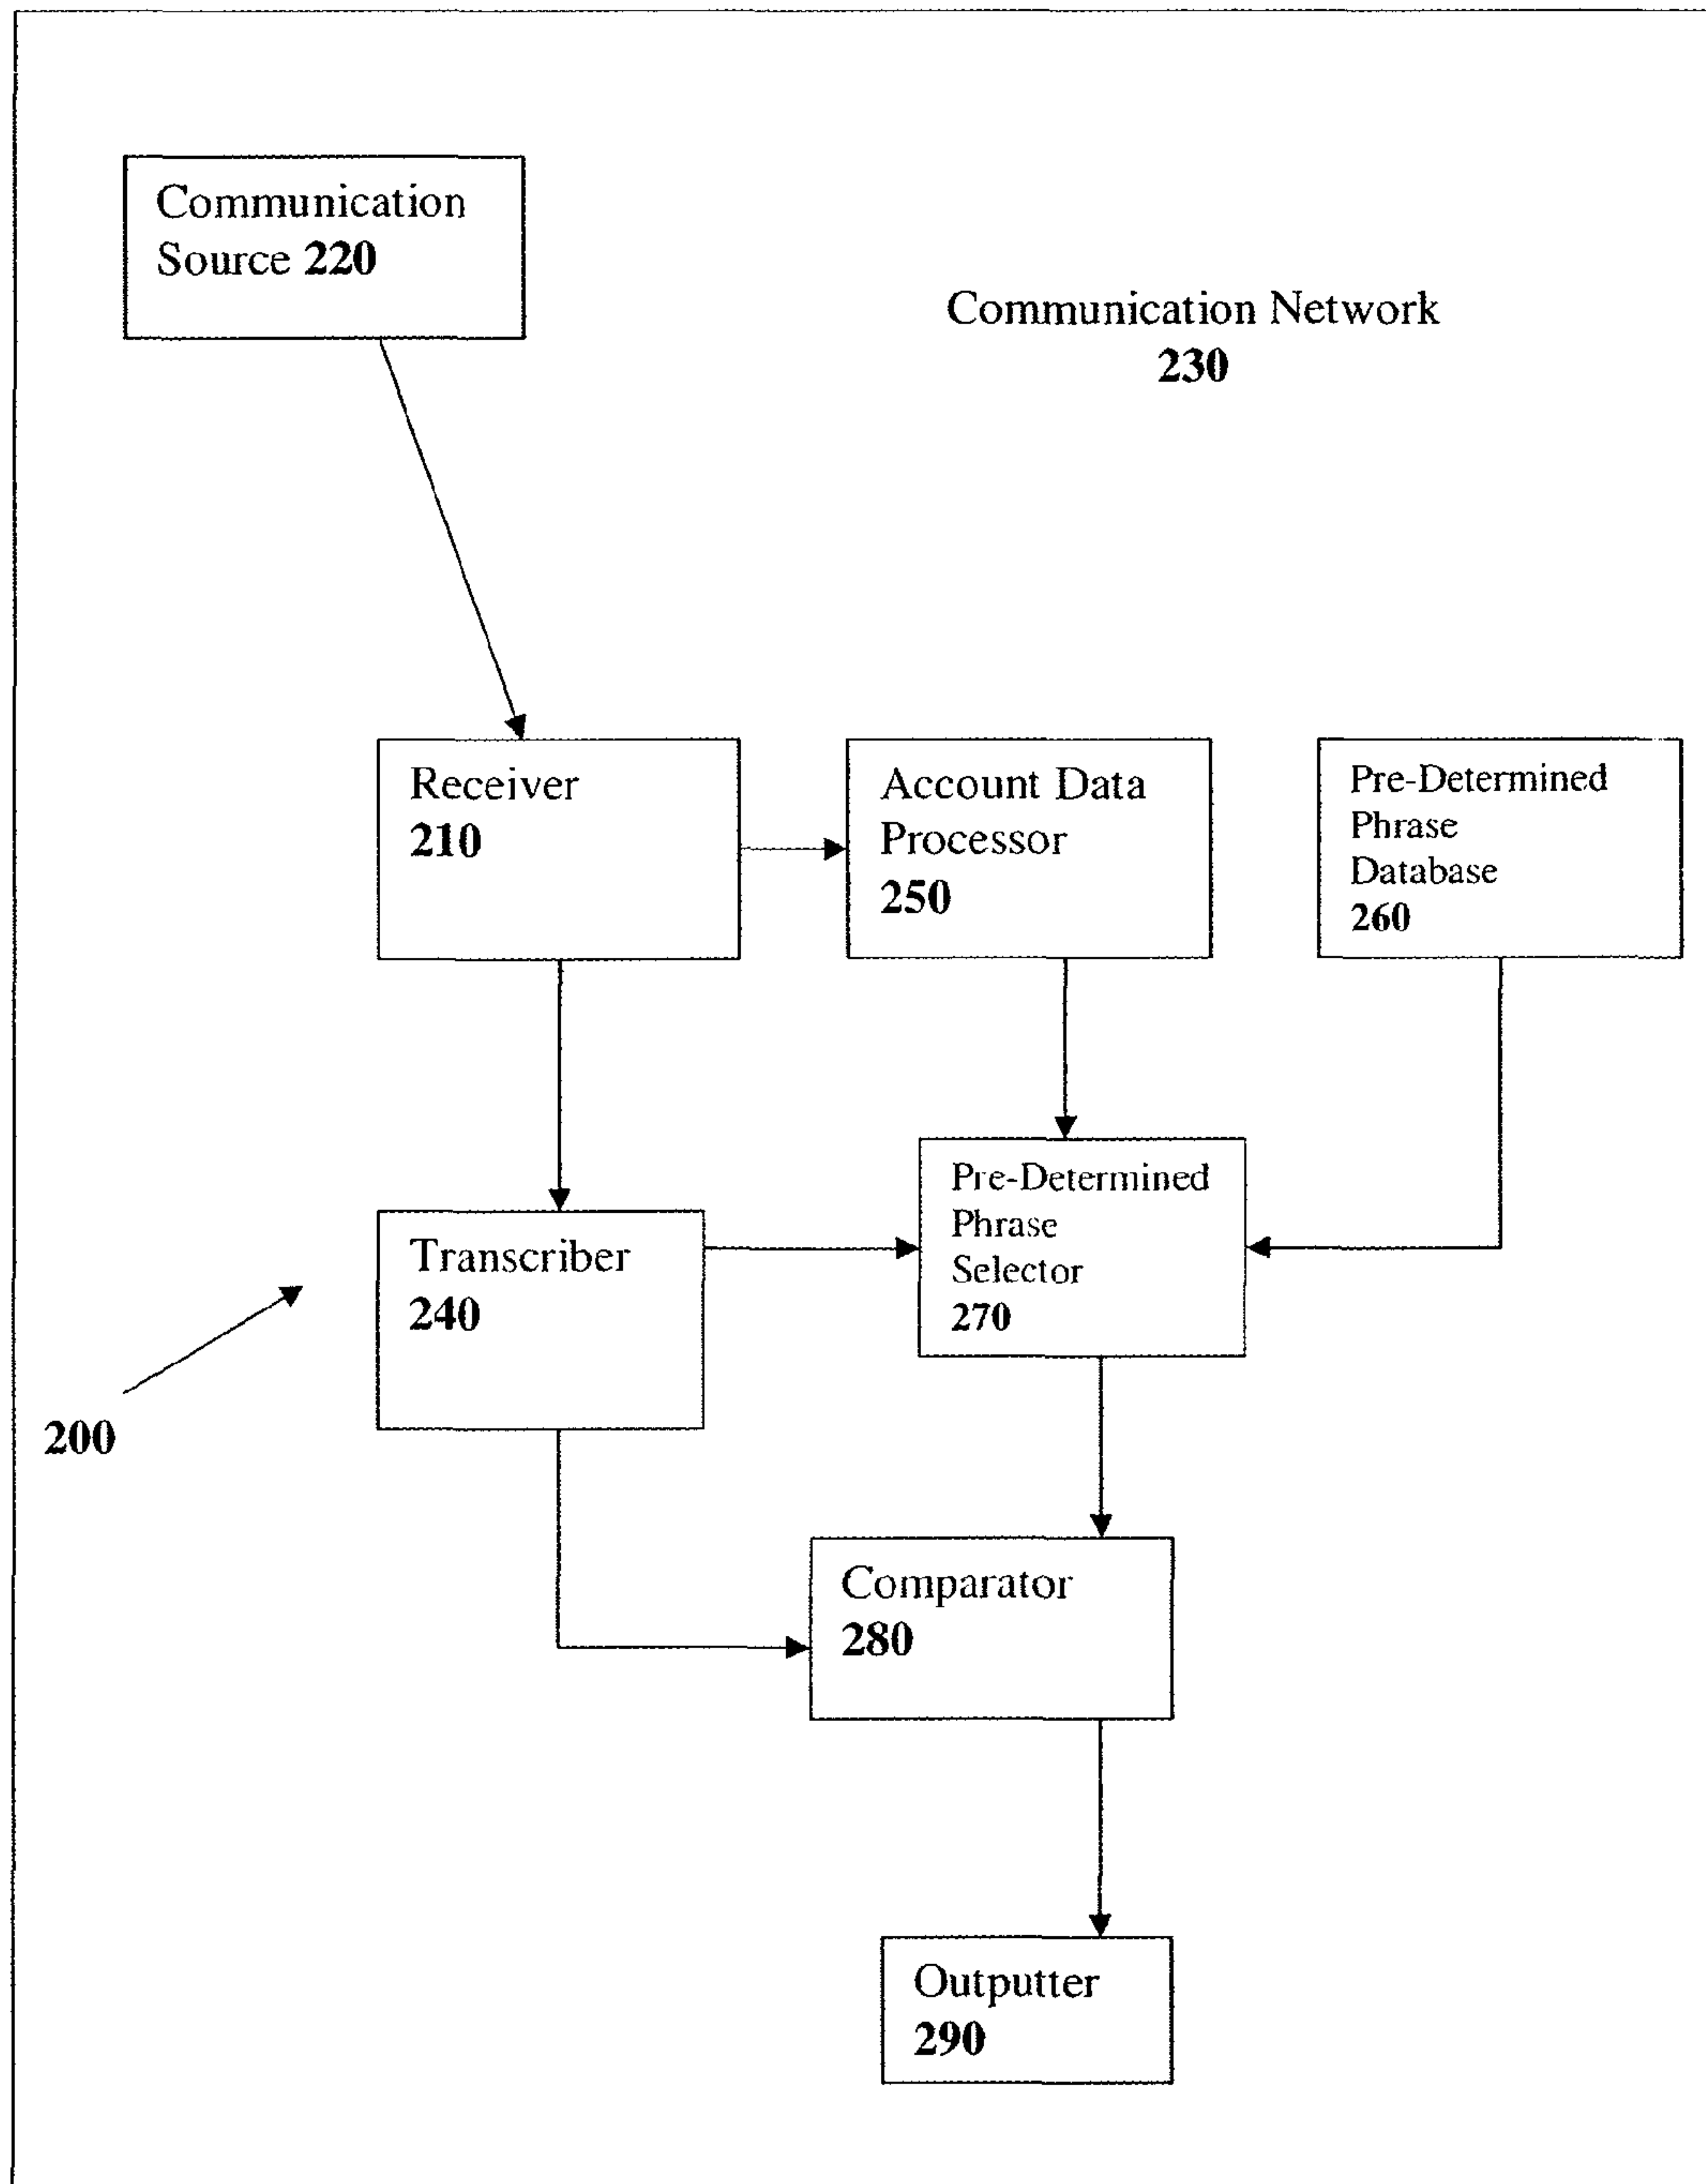 Communication
Source 220
Communication Network
230
Receiver
210
Account Data
Processor
250
Pre-Determined
Phrase
Database
260
Transcriber
240
Pre-Determined
Phrase
Selector
270
200
Comparator
280
Outputter
290